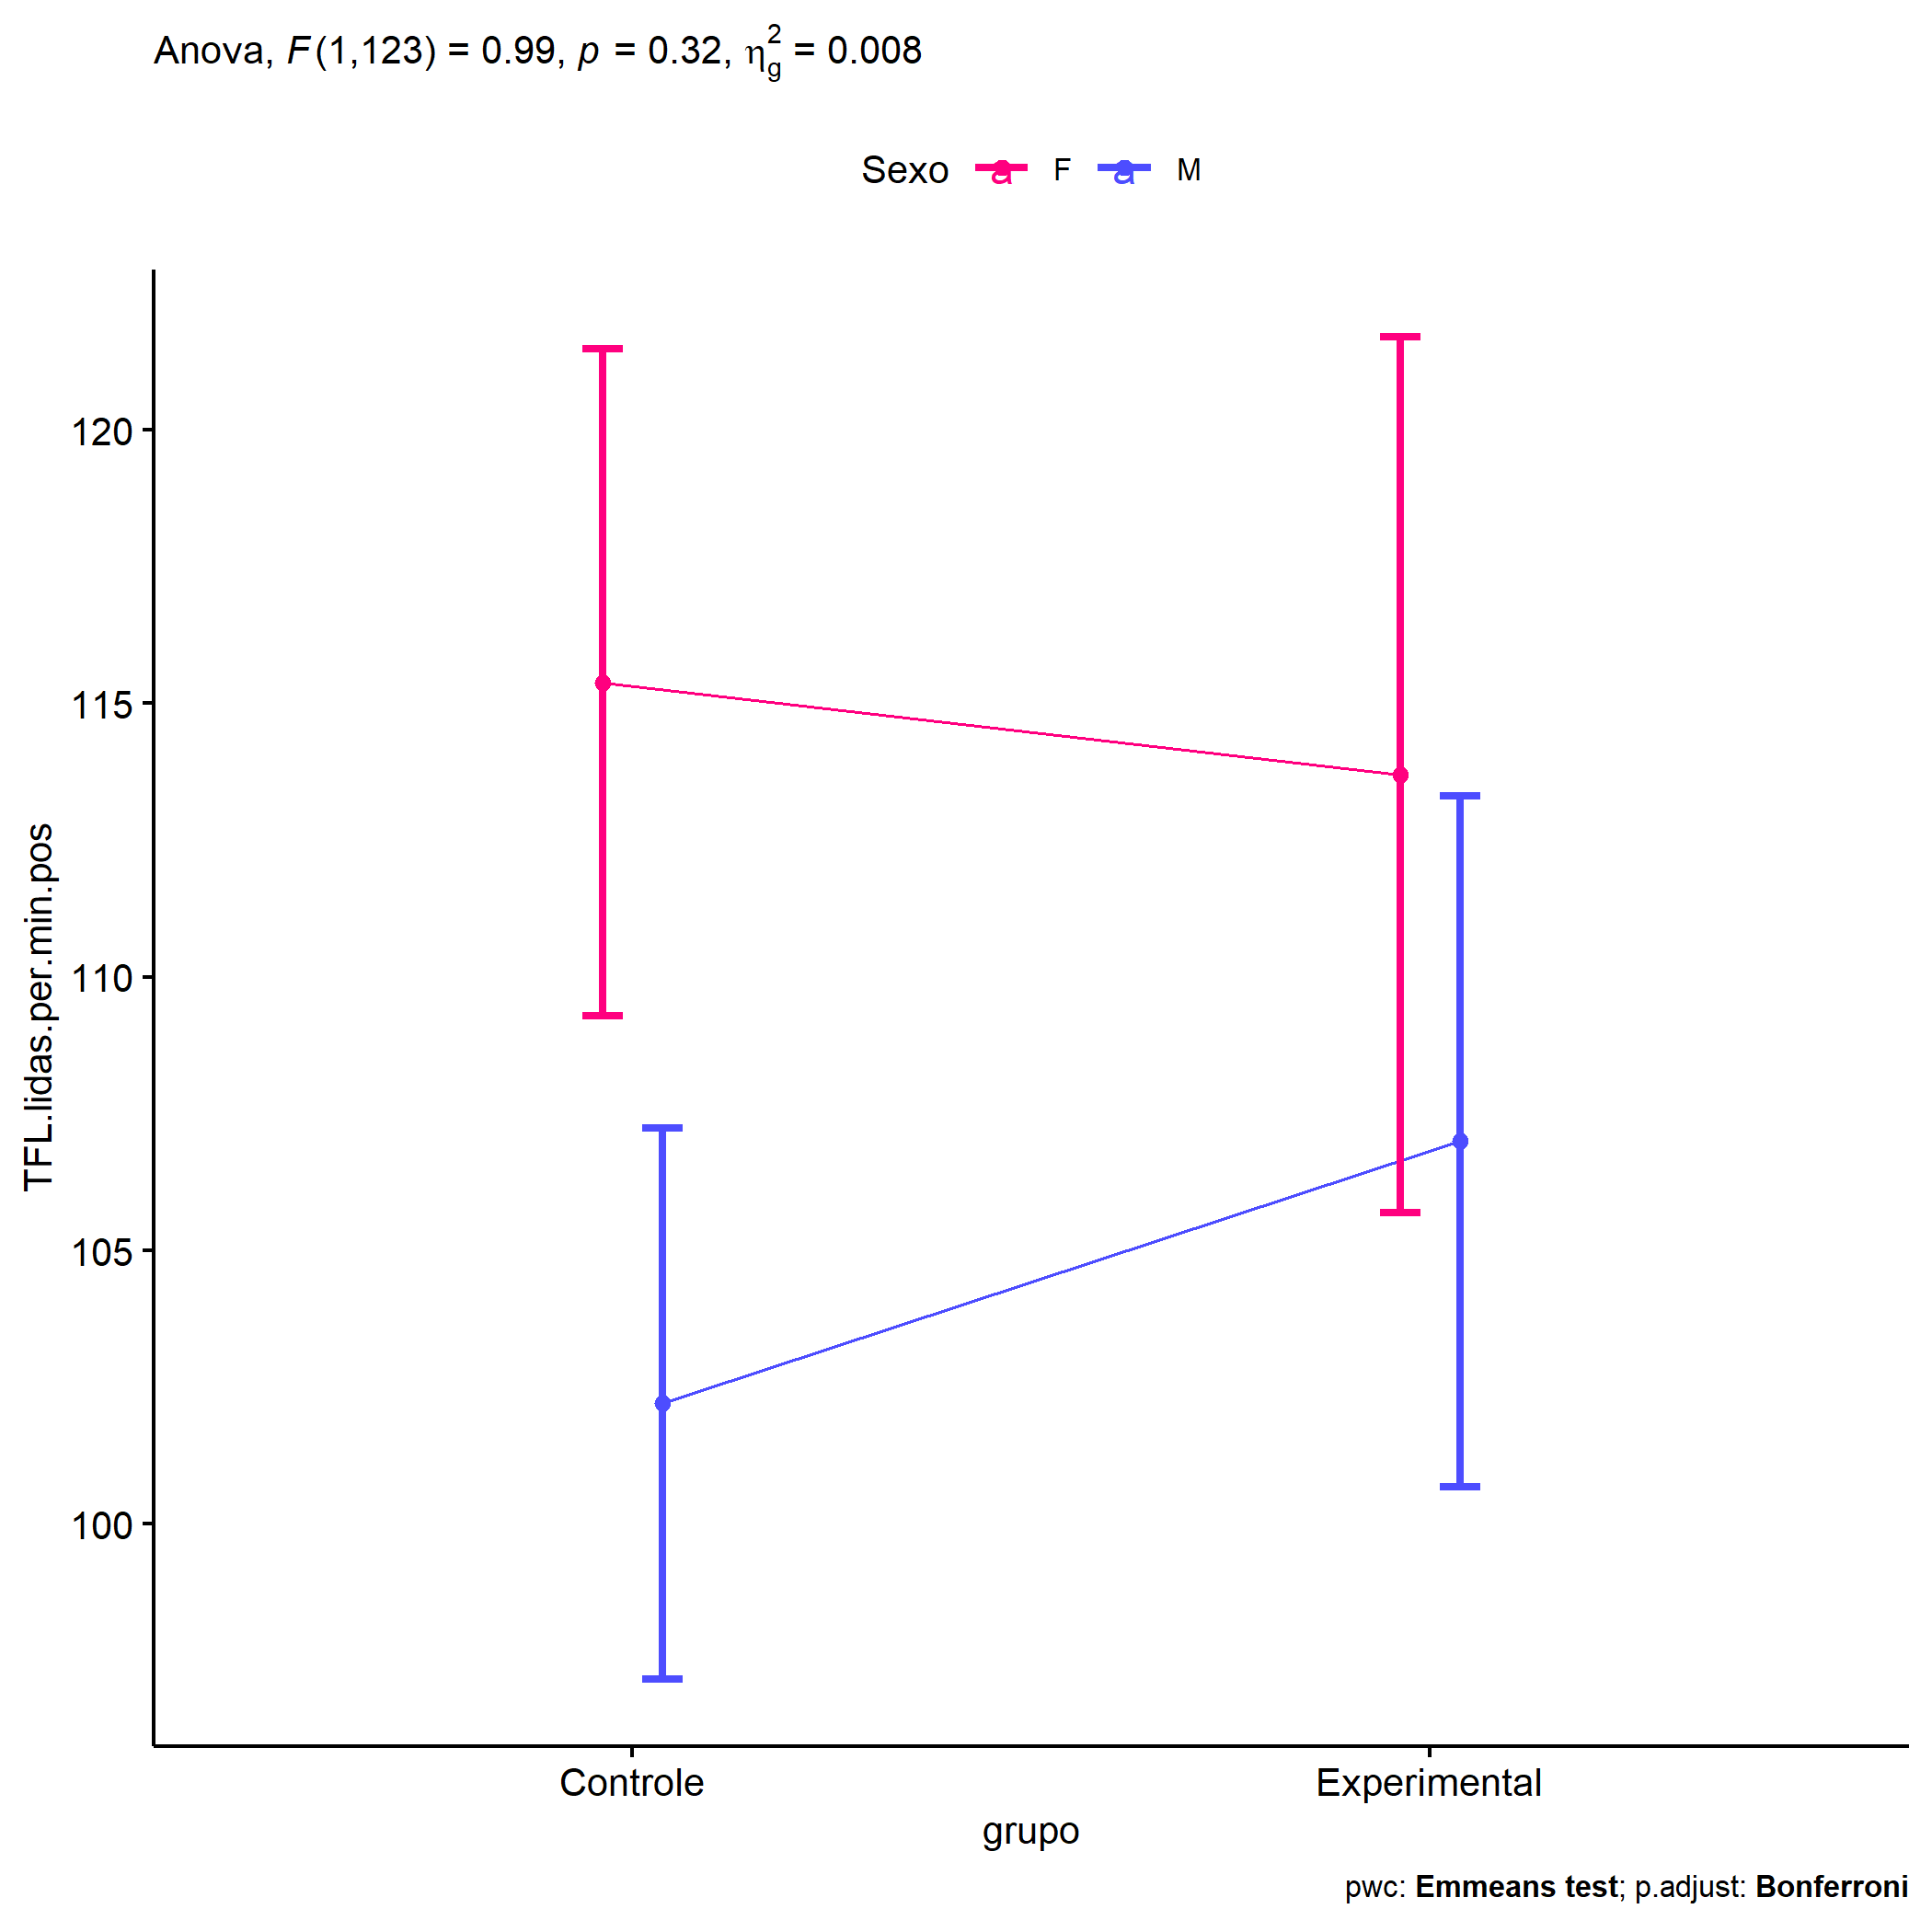 Anova, F(1,123) = 0.99, p = 0.32, η²g = 0.008
Sexo a F a M
TFL.lidas.per.min.pos
120
115
110
105
100
Controle Experimental
grupo
pwc: Emmeans test; p.adjust: Bonferroni